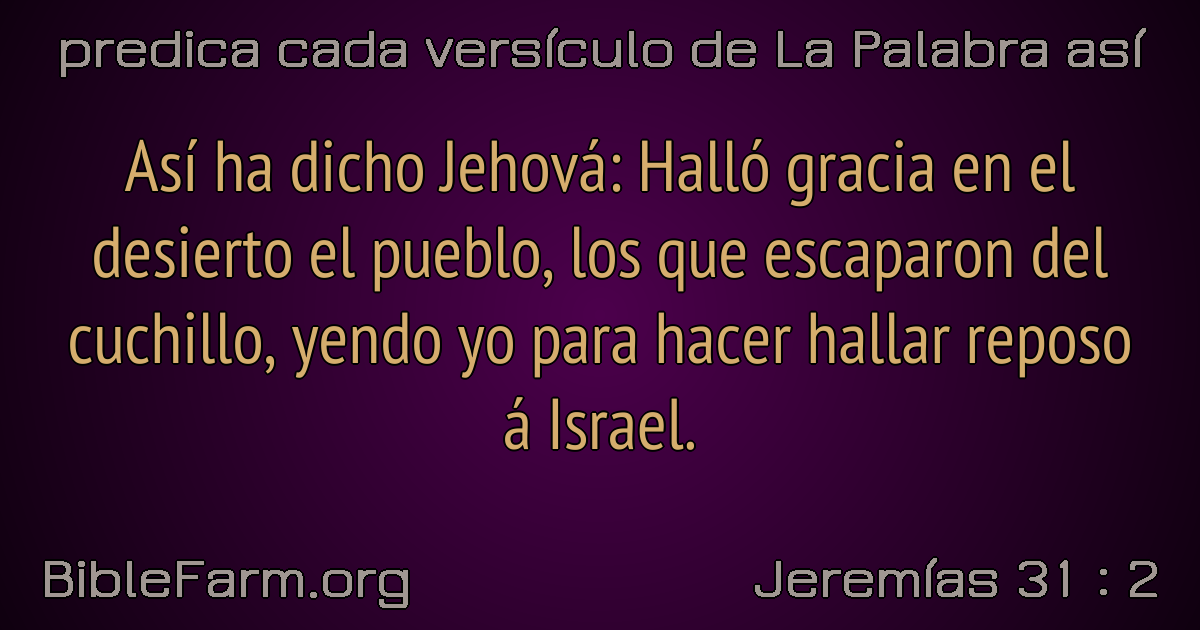 predica cada versículo de La Palabra así
Así ha dicho Jehová: Halló gracia en el
desierto el pueblo, los que escaparon del
cuchillo, yendo yo para hacer hallar reposo
á Israel.
BibleFarm.org
Jeremías 31 : 2